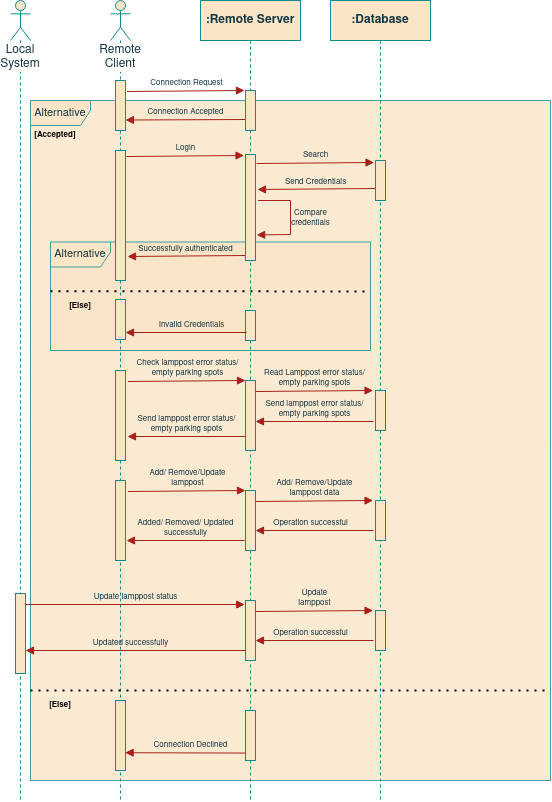 :Remote Server
:Database
Local
System
Remote
Client
Connection Request
Alternative
Connection Accepted
[Accepted]
Login
Search
Send Credentials
Compare
credentials
Alternative
Successfully authenticated
[Else]
Invalid Credentials
Check lamppost error status/
empty parking spots
Read Lamppost error status/
empty parking spots
Send lamppost error status/
empty parking spots
Send lamppost error status/
empty parking spots
Add/ Remove/Update
lamppost
Add/ Remove/Update
lamppost data
Added/ Removed/ Updated
successfully
Operation successful
Update lamppost status
Update
lamppost
Operation successful
Updated successfully
[Else]
Connection Declined